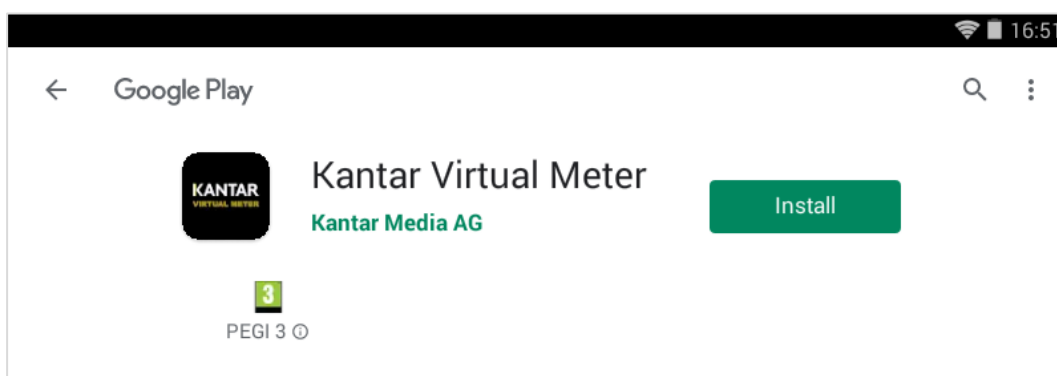 16:51
Google Play
KANTAR
VIRTUAL METER
Kantar Virtual Meter
Kantar Media AG
Install
3
PEGI 3